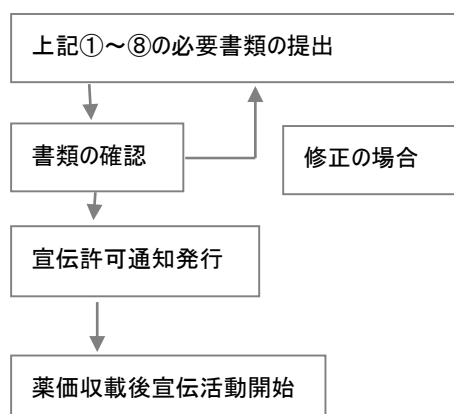 上記①～⑧の必要書類の提出
書類の確認
修正の場合
宣伝許可通知発行
薬価収載後宣伝活動開始